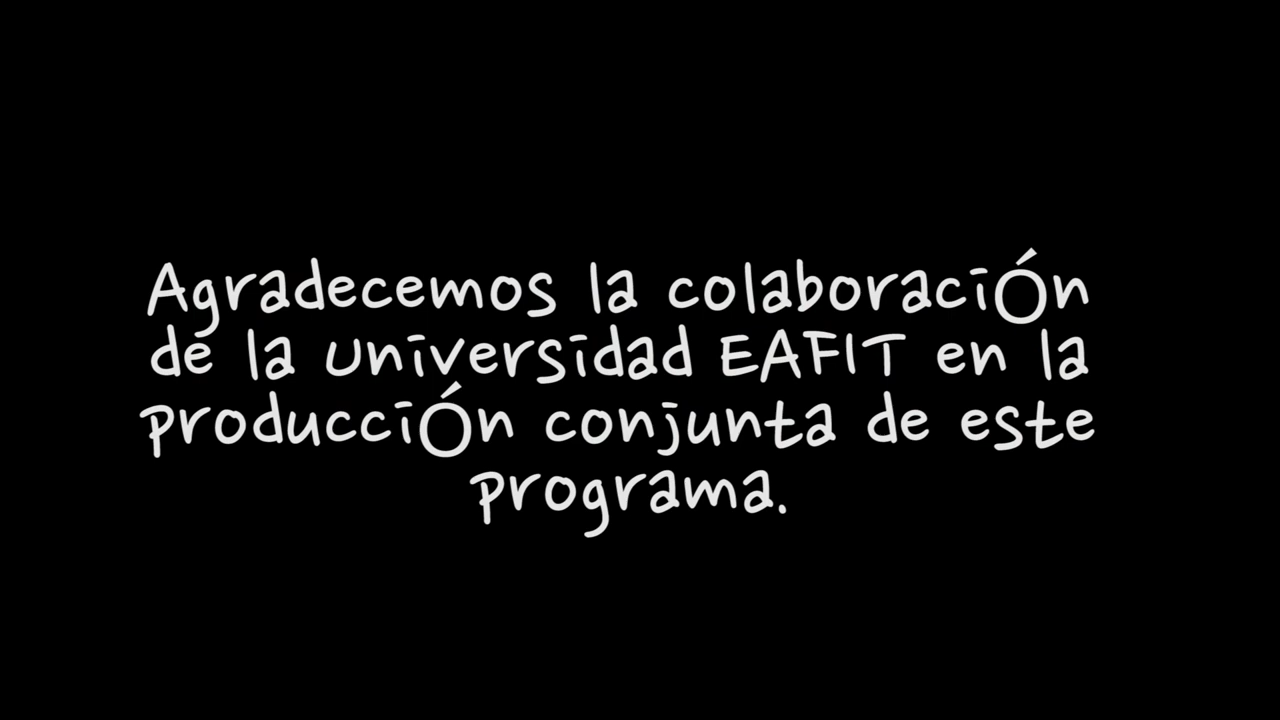 Agradecemos la colaboraciÓn
de la Universidad EAFIT en la
producciÓn conjunta de este
programa.